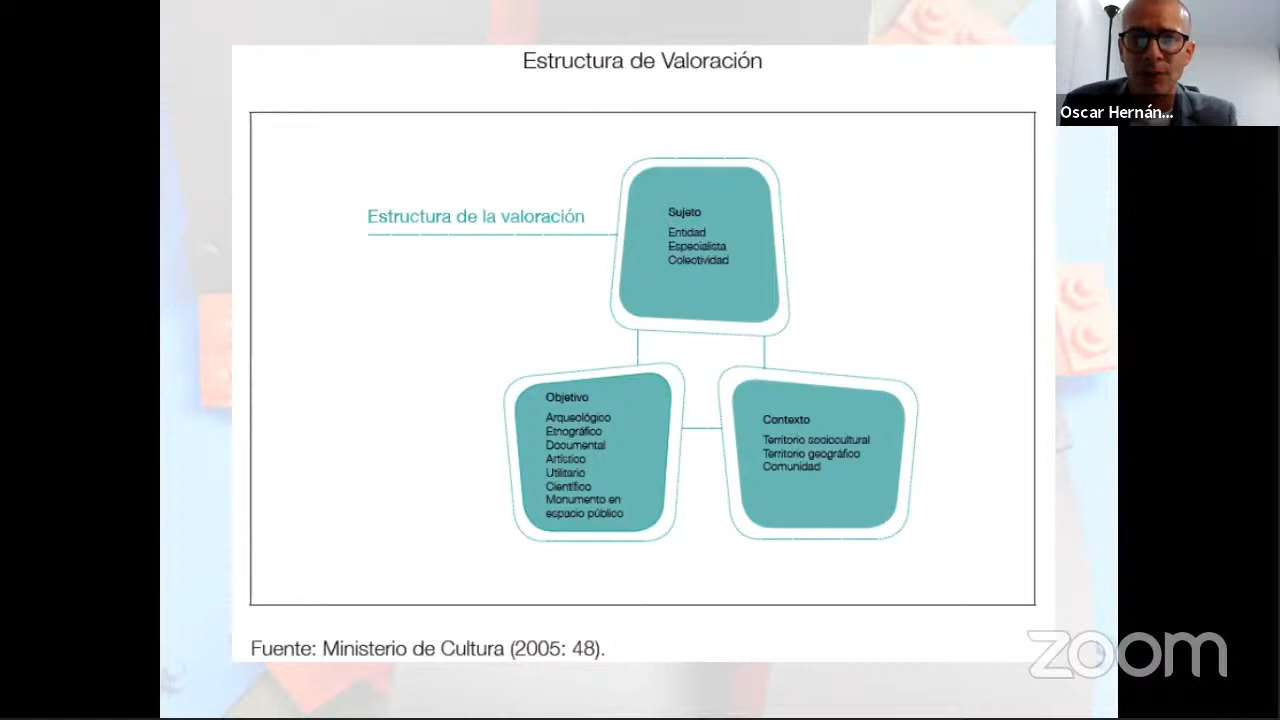 Estructura de Valoración
Oscar Hernán...
Estructura de la valoración
Sujeto
Entidad
Especialista
Colectividad
Objetivo
Arqueológico
Etnográfico
Documental
Artístico
Utilitario
Científico
Monumento en
espacio público
Contexto
Territorio sociocultural
Territorio geográfico
Comunidad
Fuente: Ministerio de Cultura (2005: 48).
zoom